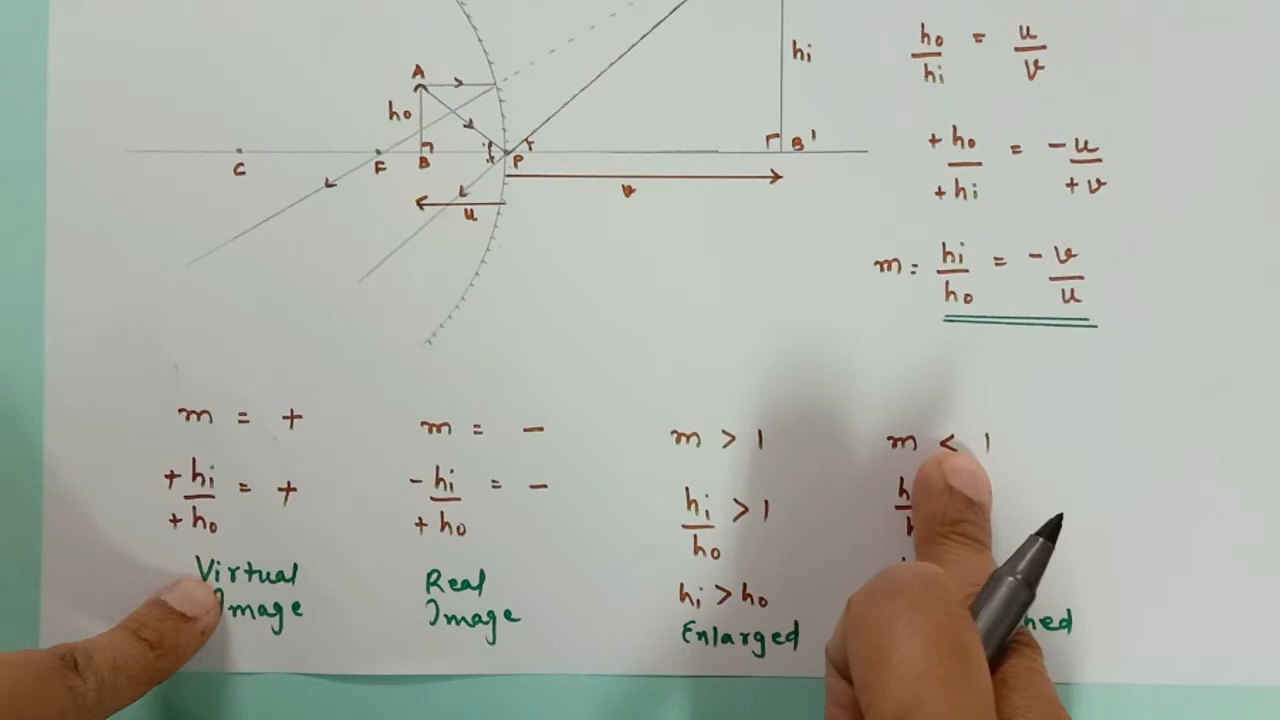 hi
A
ho
C
F
B
P
r
B'
u
v
ho/hi = u/v
+ho/+hi = -u/+v
m = hi/ho = -v/u
m = +
+hi/+ho = +
Virtual
Image
m = -
-hi/+ho = -
Real
Image
m > 1
hi/ho > 1
hi > ho
Enlarged
m < 1